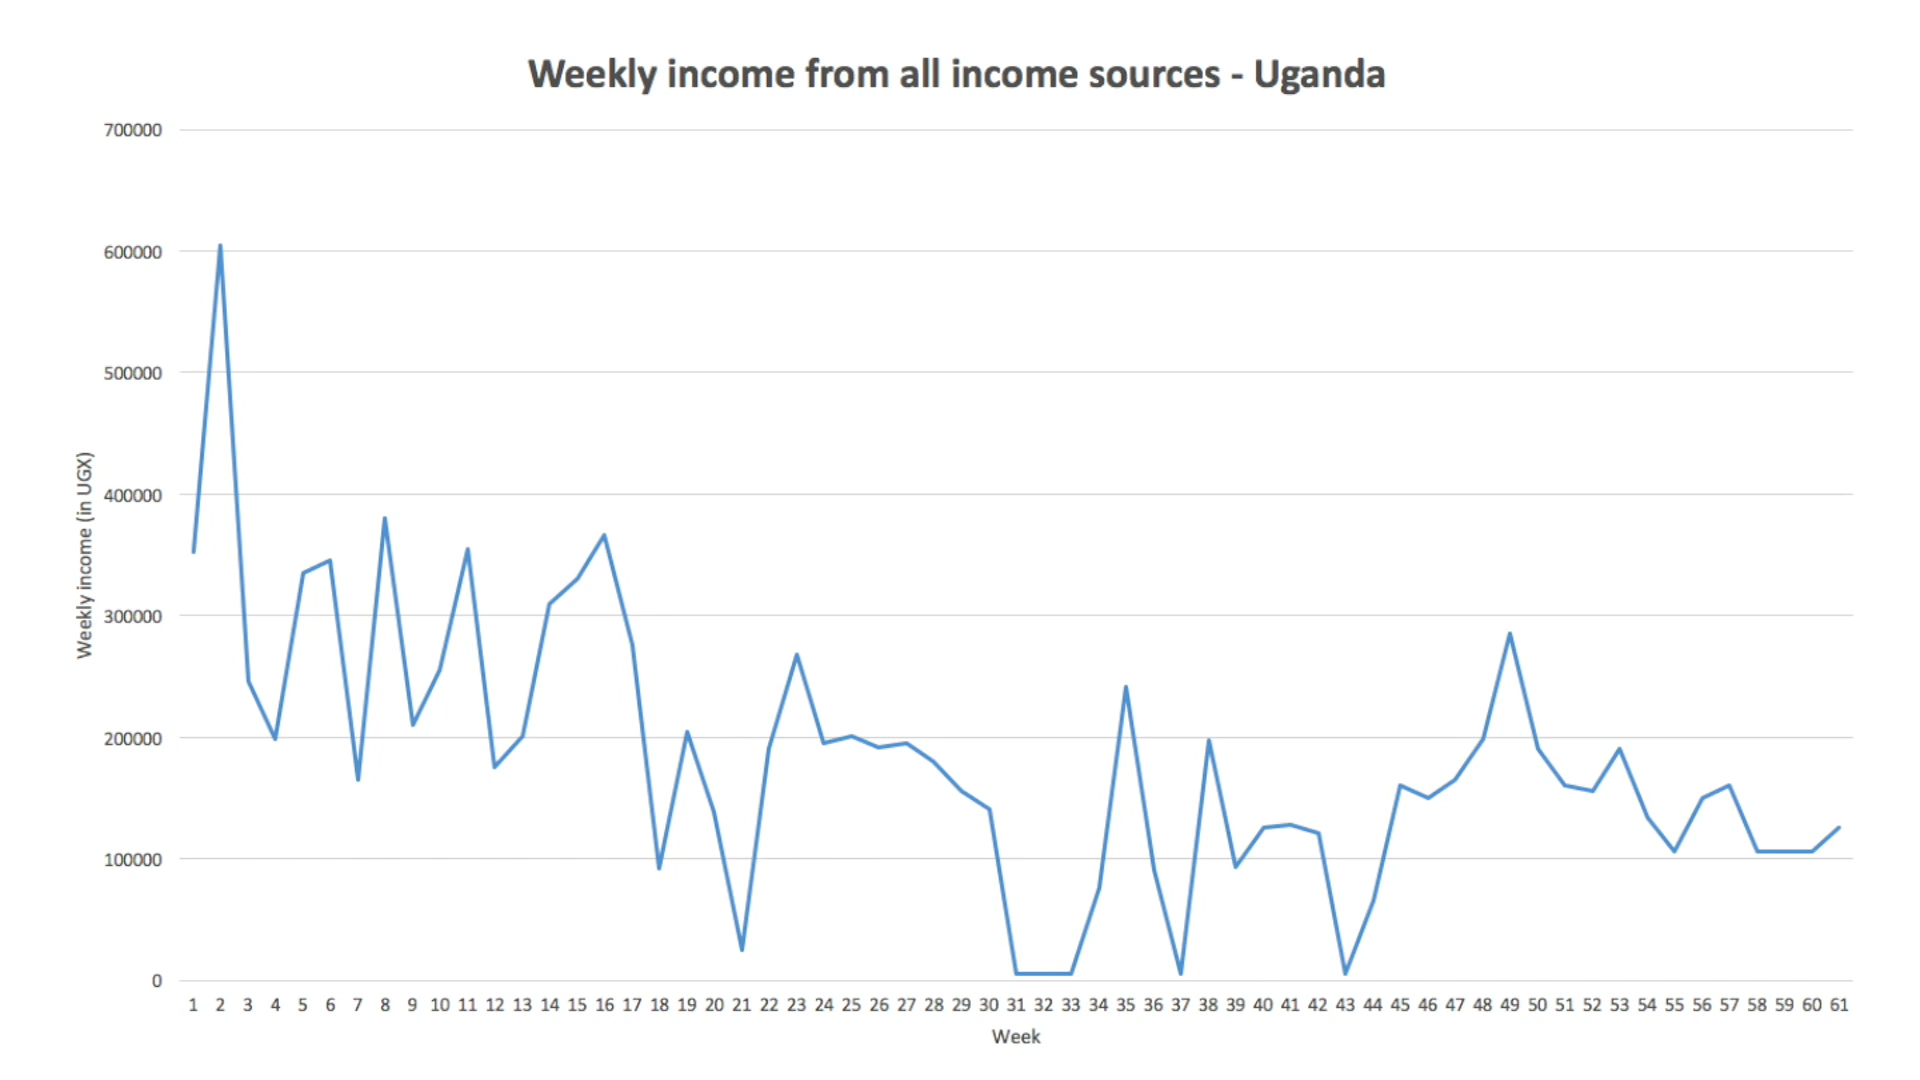 Weekly income from all income sources - Uganda
700000
600000
500000
400000
300000
200000
100000
0
Weekly income (in UGX)
1 2 3 4 5 6 7 8 9 10 11 12 13 14 15 16 17 18 19 20 21 22 23 24 25 26 27 28 29 30 31 32 33 34 35 36 37 38 39 40 41 42 43 44 45 46 47 48 49 50 51 52 53 54 55 56 57 58 59 60 61
Week